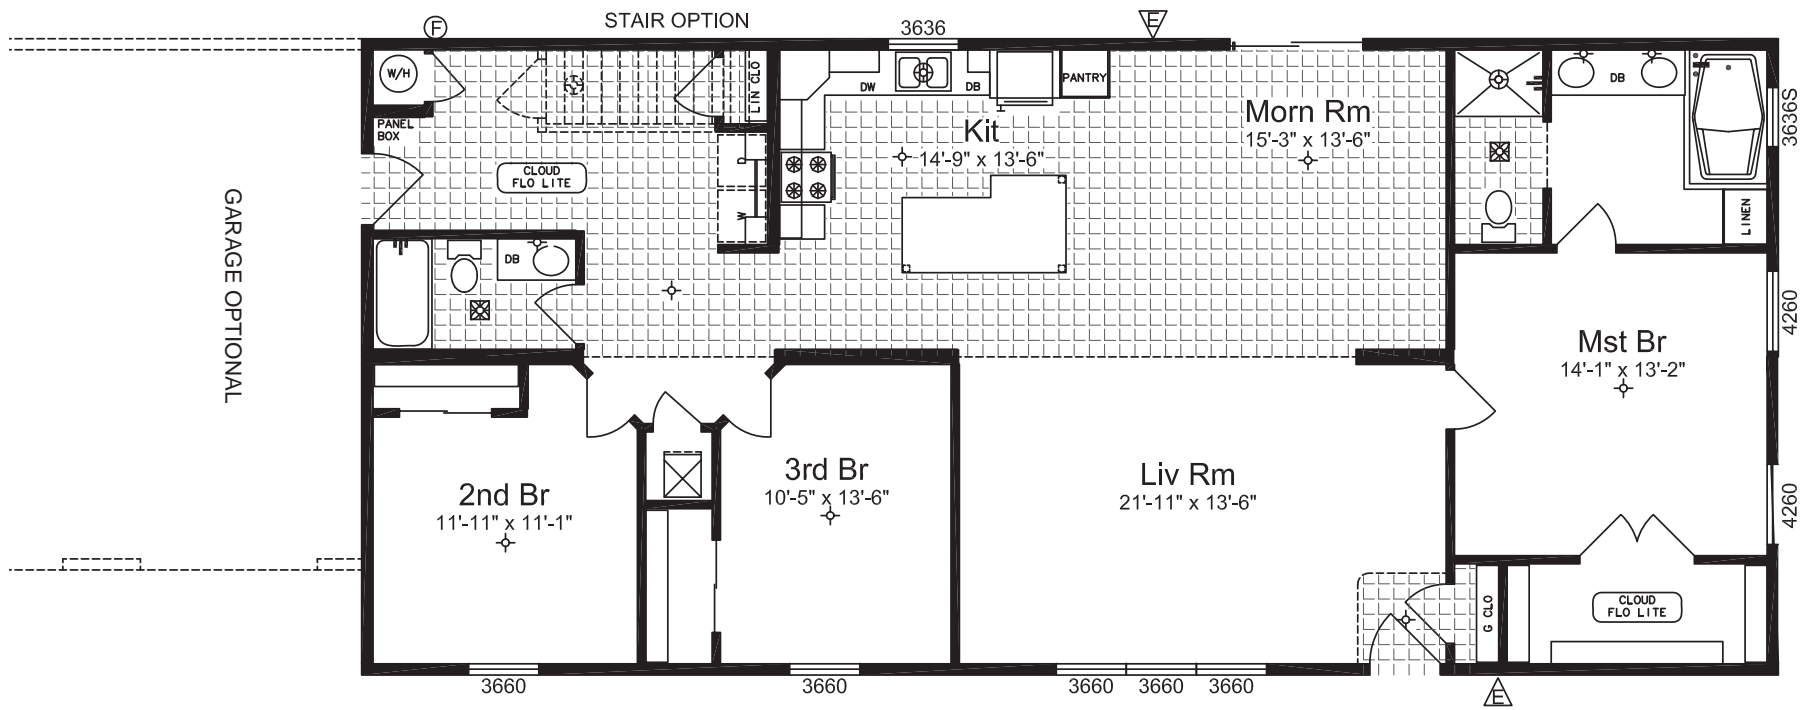 STAIR OPTION
F
3636
E
W/H
LIN CLO
DW
DB
PANTRY
DB
3636S
PANEL
BOX
Kit
14'-9" x 13'-6"
Morn Rm
15'-3" x 13'-6"
D
CLOUD
FLO LITE
W
LINEN
GARAGE OPTIONAL
DB
4260
Mst Br
14'-1" x 13'-2"
2nd Br
11'-11" x 11'-1"
3rd Br
10'-5" x 13'-6"
Liv Rm
21'-11" x 13'-6"
4260
G CLO
CLOUD
FLO LITE
3660
3660
3660
3660
3660
E